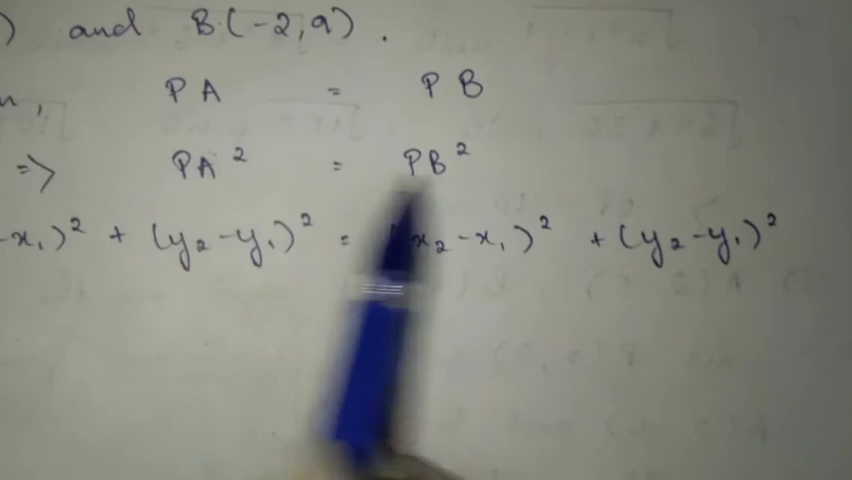 ) and B(-2,9).
n, PA = PB
=> PA² = PB²
-x₁)² + (y₂-y₁)² = (x₂-x₁)² + (y₂-y₁)²